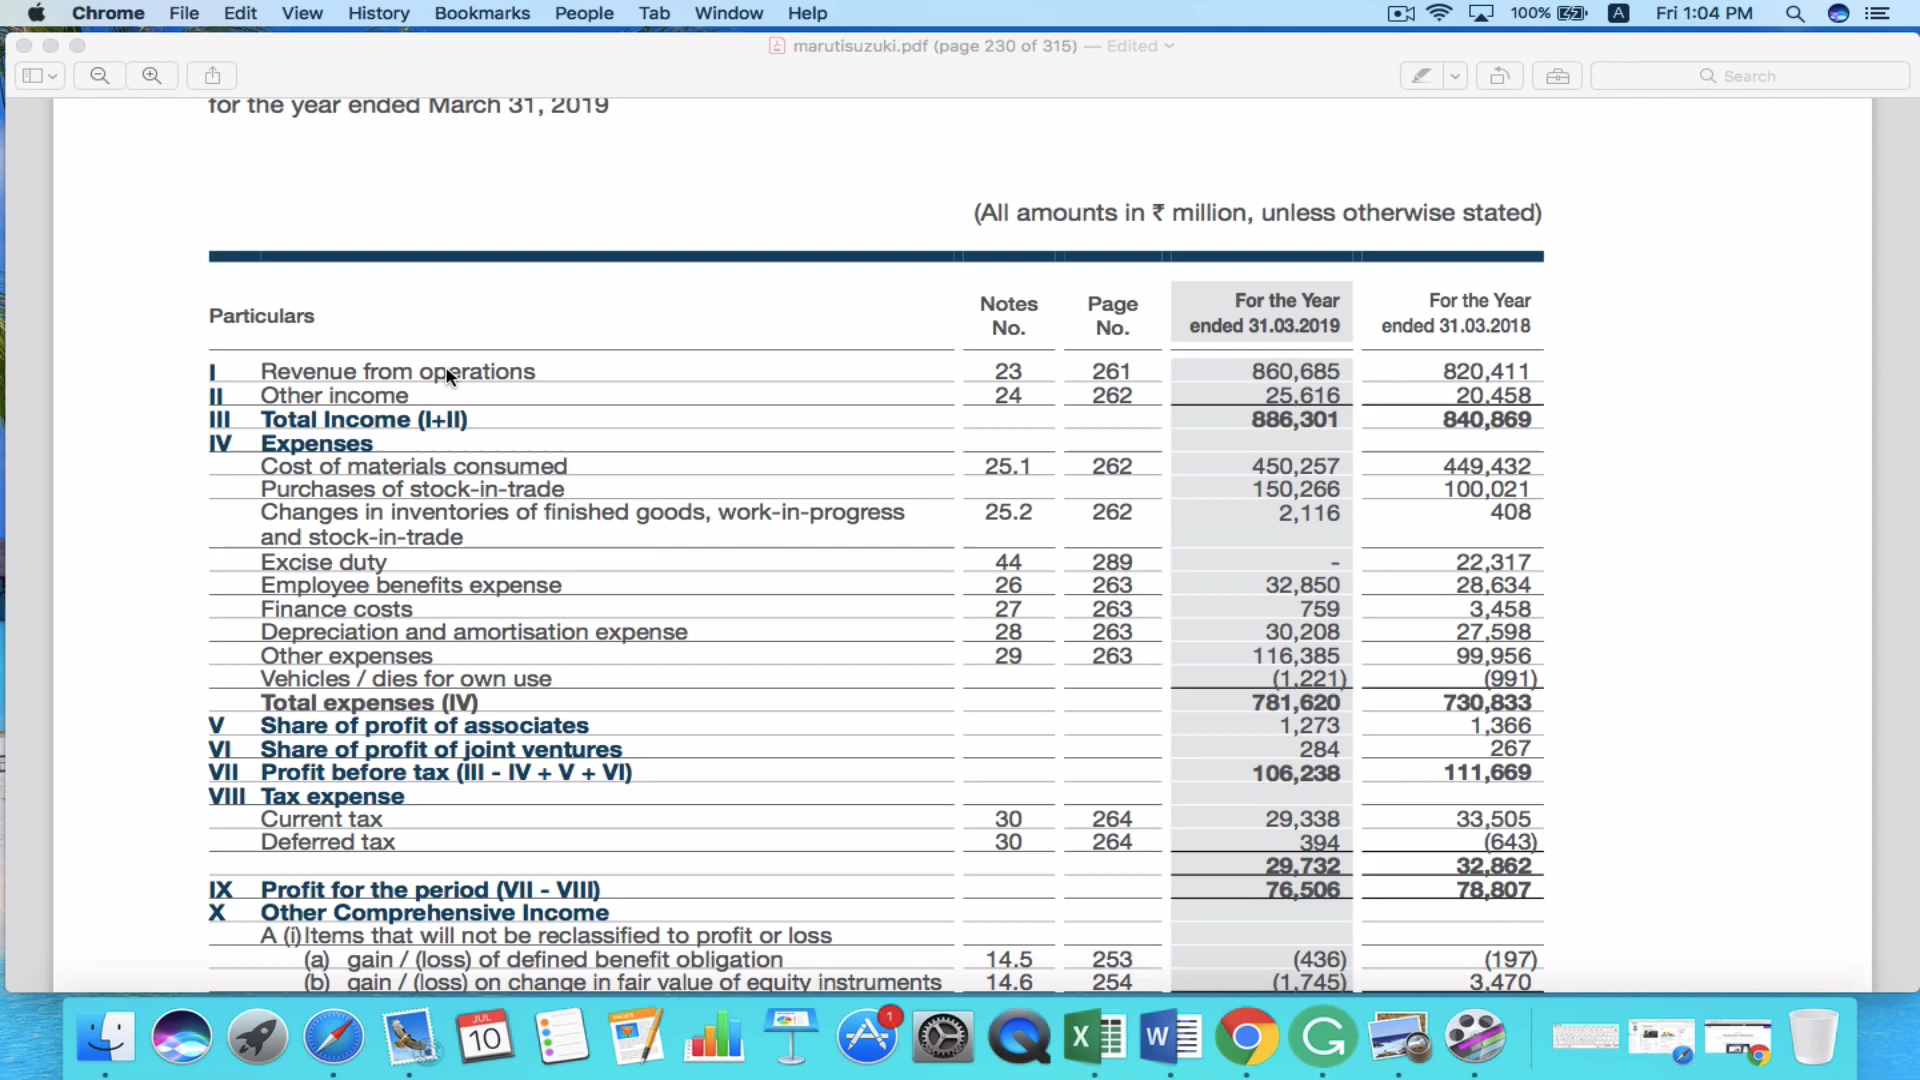 Chrome File Edit View History Bookmarks People Tab Window Help 100% A Fri 1:04 PM
marutisuzuki.pdf (page 230 of 315) — Edited
Search
for the year ended March 31, 2019
(All amounts in ₹ million, unless otherwise stated)
Particulars Notes No. Page No. For the Year ended 31.03.2019 For the Year ended 31.03.2018
I Revenue from operations 23 261 860,685 820,411
II Other income 24 262 25,616 20,458
III Total Income (I+II) 886,301 840,869
IV Expenses
Cost of materials consumed 25.1 262 450,257 449,432
Purchases of stock-in-trade 150,266 100,021
Changes in inventories of finished goods, work-in-progress 25.2 262 2,116 408
and stock-in-trade
Excise duty 44 289 - 22,317
Employee benefits expense 26 263 32,850 28,634
Finance costs 27 263 759 3,458
Depreciation and amortisation expense 28 263 30,208 27,598
Other expenses 29 263 116,385 99,956
Vehicles / dies for own use (1,221) (991)
Total expenses (IV) 781,620 730,833
V Share of profit of associates 1,273 1,366
VI Share of profit of joint ventures 284 267
VII Profit before tax (III - IV + V + VI) 106,238 111,669
VIII Tax expense
Current tax 30 264 29,338 33,505
Deferred tax 30 264 394 (643)
29,732 32,862
IX Profit for the period (VII - VIII) 76,506 78,807
X Other Comprehensive Income
A (i) Items that will not be reclassified to profit or loss
(a) gain / (loss) of defined benefit obligation 14.5 253 (436) (197)
(b) gain / (loss) on change in fair value of equity instruments 14.6 254 (1,745) 3,470
JUL
10
1